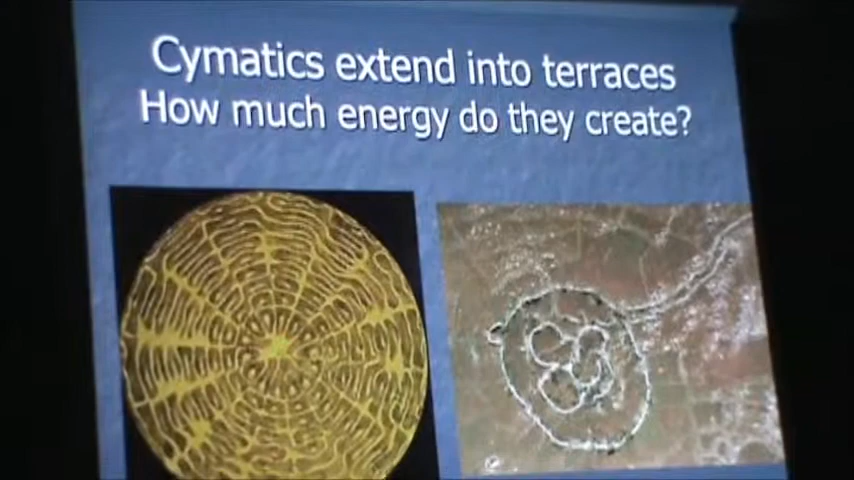 Cymatics extend into terraces
How much energy do they create?